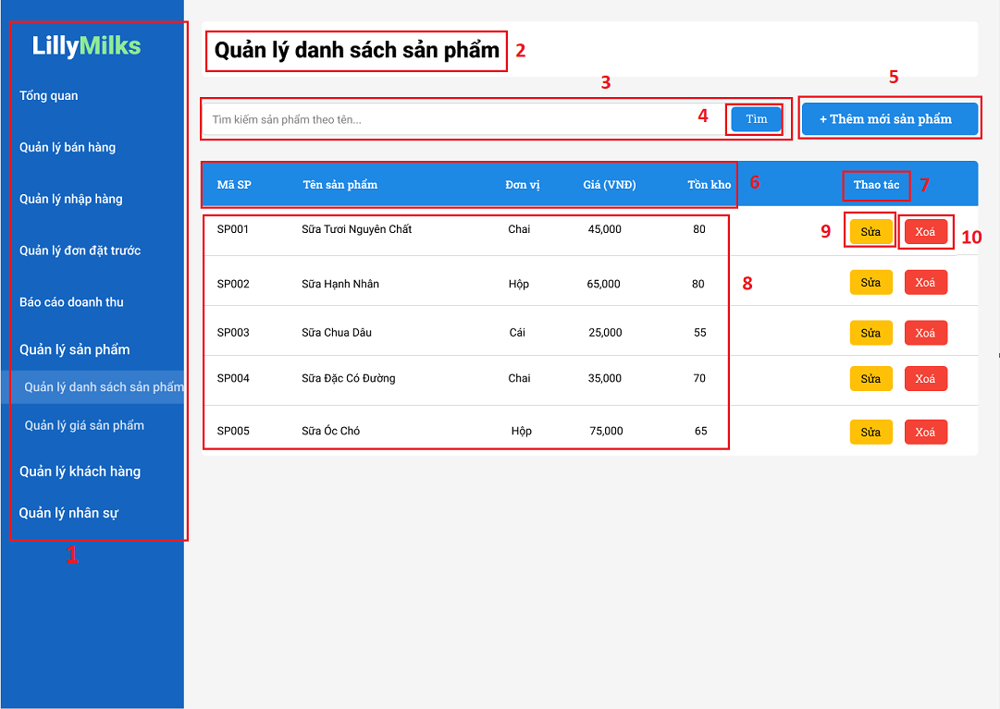 LillyMilks
Tổng quan
Quản lý bán hàng
Quản lý nhập hàng
Quản lý đơn đặt trước
Báo cáo doanh thu
Quản lý sản phẩm
Quản lý danh sách sản phẩm
Quản lý giá sản phẩm
Quản lý khách hàng
Quản lý nhân sự
1
Quản lý danh sách sản phẩm 2
3
5
Tìm kiếm sản phẩm theo tên... 4 Tìm
+ Thêm mới sản phẩm
Mã SP Tên sản phẩm Đơn vị Giá (VNĐ) Tồn kho 6 Thao tác 7
SP001 Sữa Tươi Nguyên Chất Chai 45,000 80 9 Sửa Xoá 10
SP002 Sữa Hạnh Nhân Hộp 65,000 80 8 Sửa Xoá
SP003 Sữa Chua Dâu Cái 25,000 55 Sửa Xoá
SP004 Sữa Đặc Có Đường Chai 35,000 70 Sửa Xoá
SP005 Sữa Óc Chó Hộp 75,000 65 Sửa Xoá